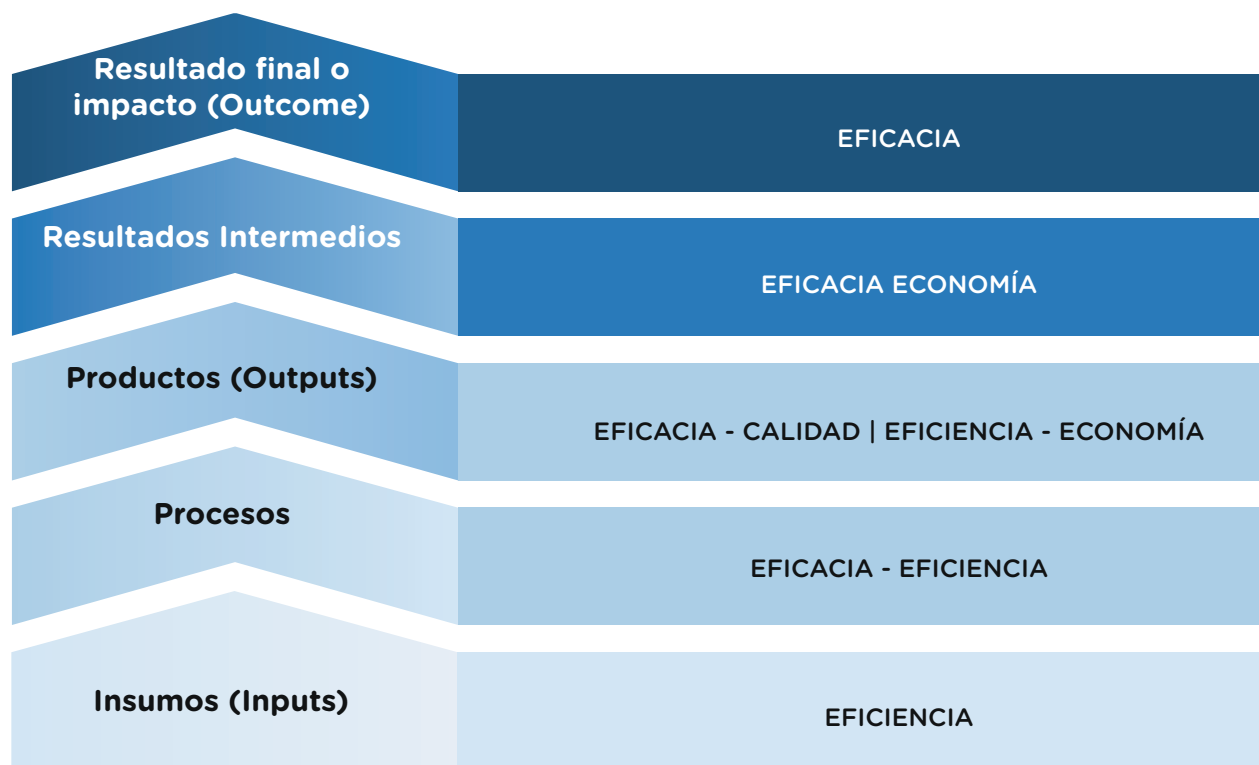 Resultado final o
impacto (Outcome)
EFICACIA
Resultados Intermedios
EFICACIA ECONOMÍA
Productos (Outputs)
EFICACIA - CALIDAD | EFICIENCIA - ECONOMÍA
Procesos
EFICACIA - EFICIENCIA
Insumos (Inputs)
EFICIENCIA